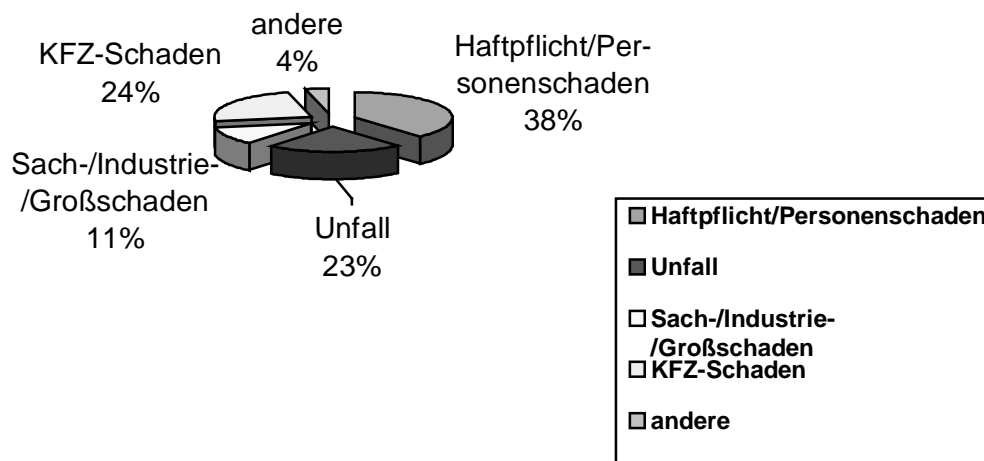 andere
4%
KFZ-Schaden
24%
Haftpflicht/Per-
sonenschaden
38%
Sach-/Industrie-
/Großschaden
11%
Unfall
23%
Haftpflicht/Personenschaden
Unfall
Sach-/Industrie-
/Großschaden
KFZ-Schaden
andere